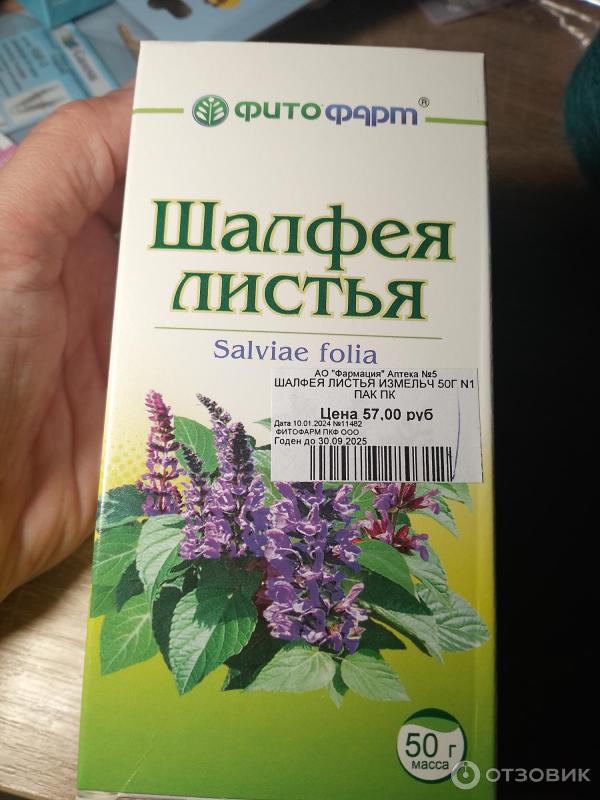 ФИТОФАРМ®
Шалфея
листья
Salviae folia
АО "Фармация" Аптека №5
ШАЛФЕЯ ЛИСТЬЯ ИЗМЕЛЬЧ 50Г N1
ПАК ПК
Цена 57,00 руб
Дата 10.01.2024 №11482
ФИТОФАРМ ПКФ ООО
Годен до 30.09.2025
50 г
масса
ОТЗОВИК